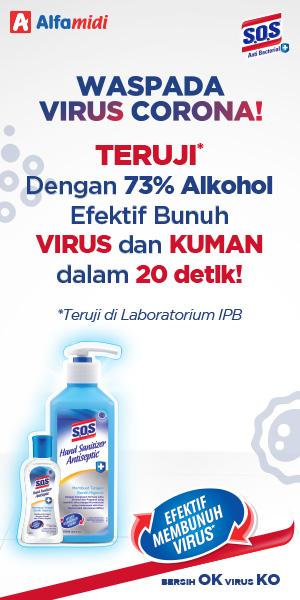 Alfamidi
S.O.S
Anti Bacterial
WASPADA
VIRUS CORONA!
TERUJI*
Dengan 73% Alkohol
Efektif Bunuh
VIRUS dan KUMAN
dalam 20 detik!
*Teruji di Laboratorium IPB
S.O.S
Hand Sanitizer
Antiseptic
S.O.S
Hand Sanitizer
Antiseptic
EFEKTIF
MEMBUNUH
VIRUS*
BERSIH OK VIRUS KO